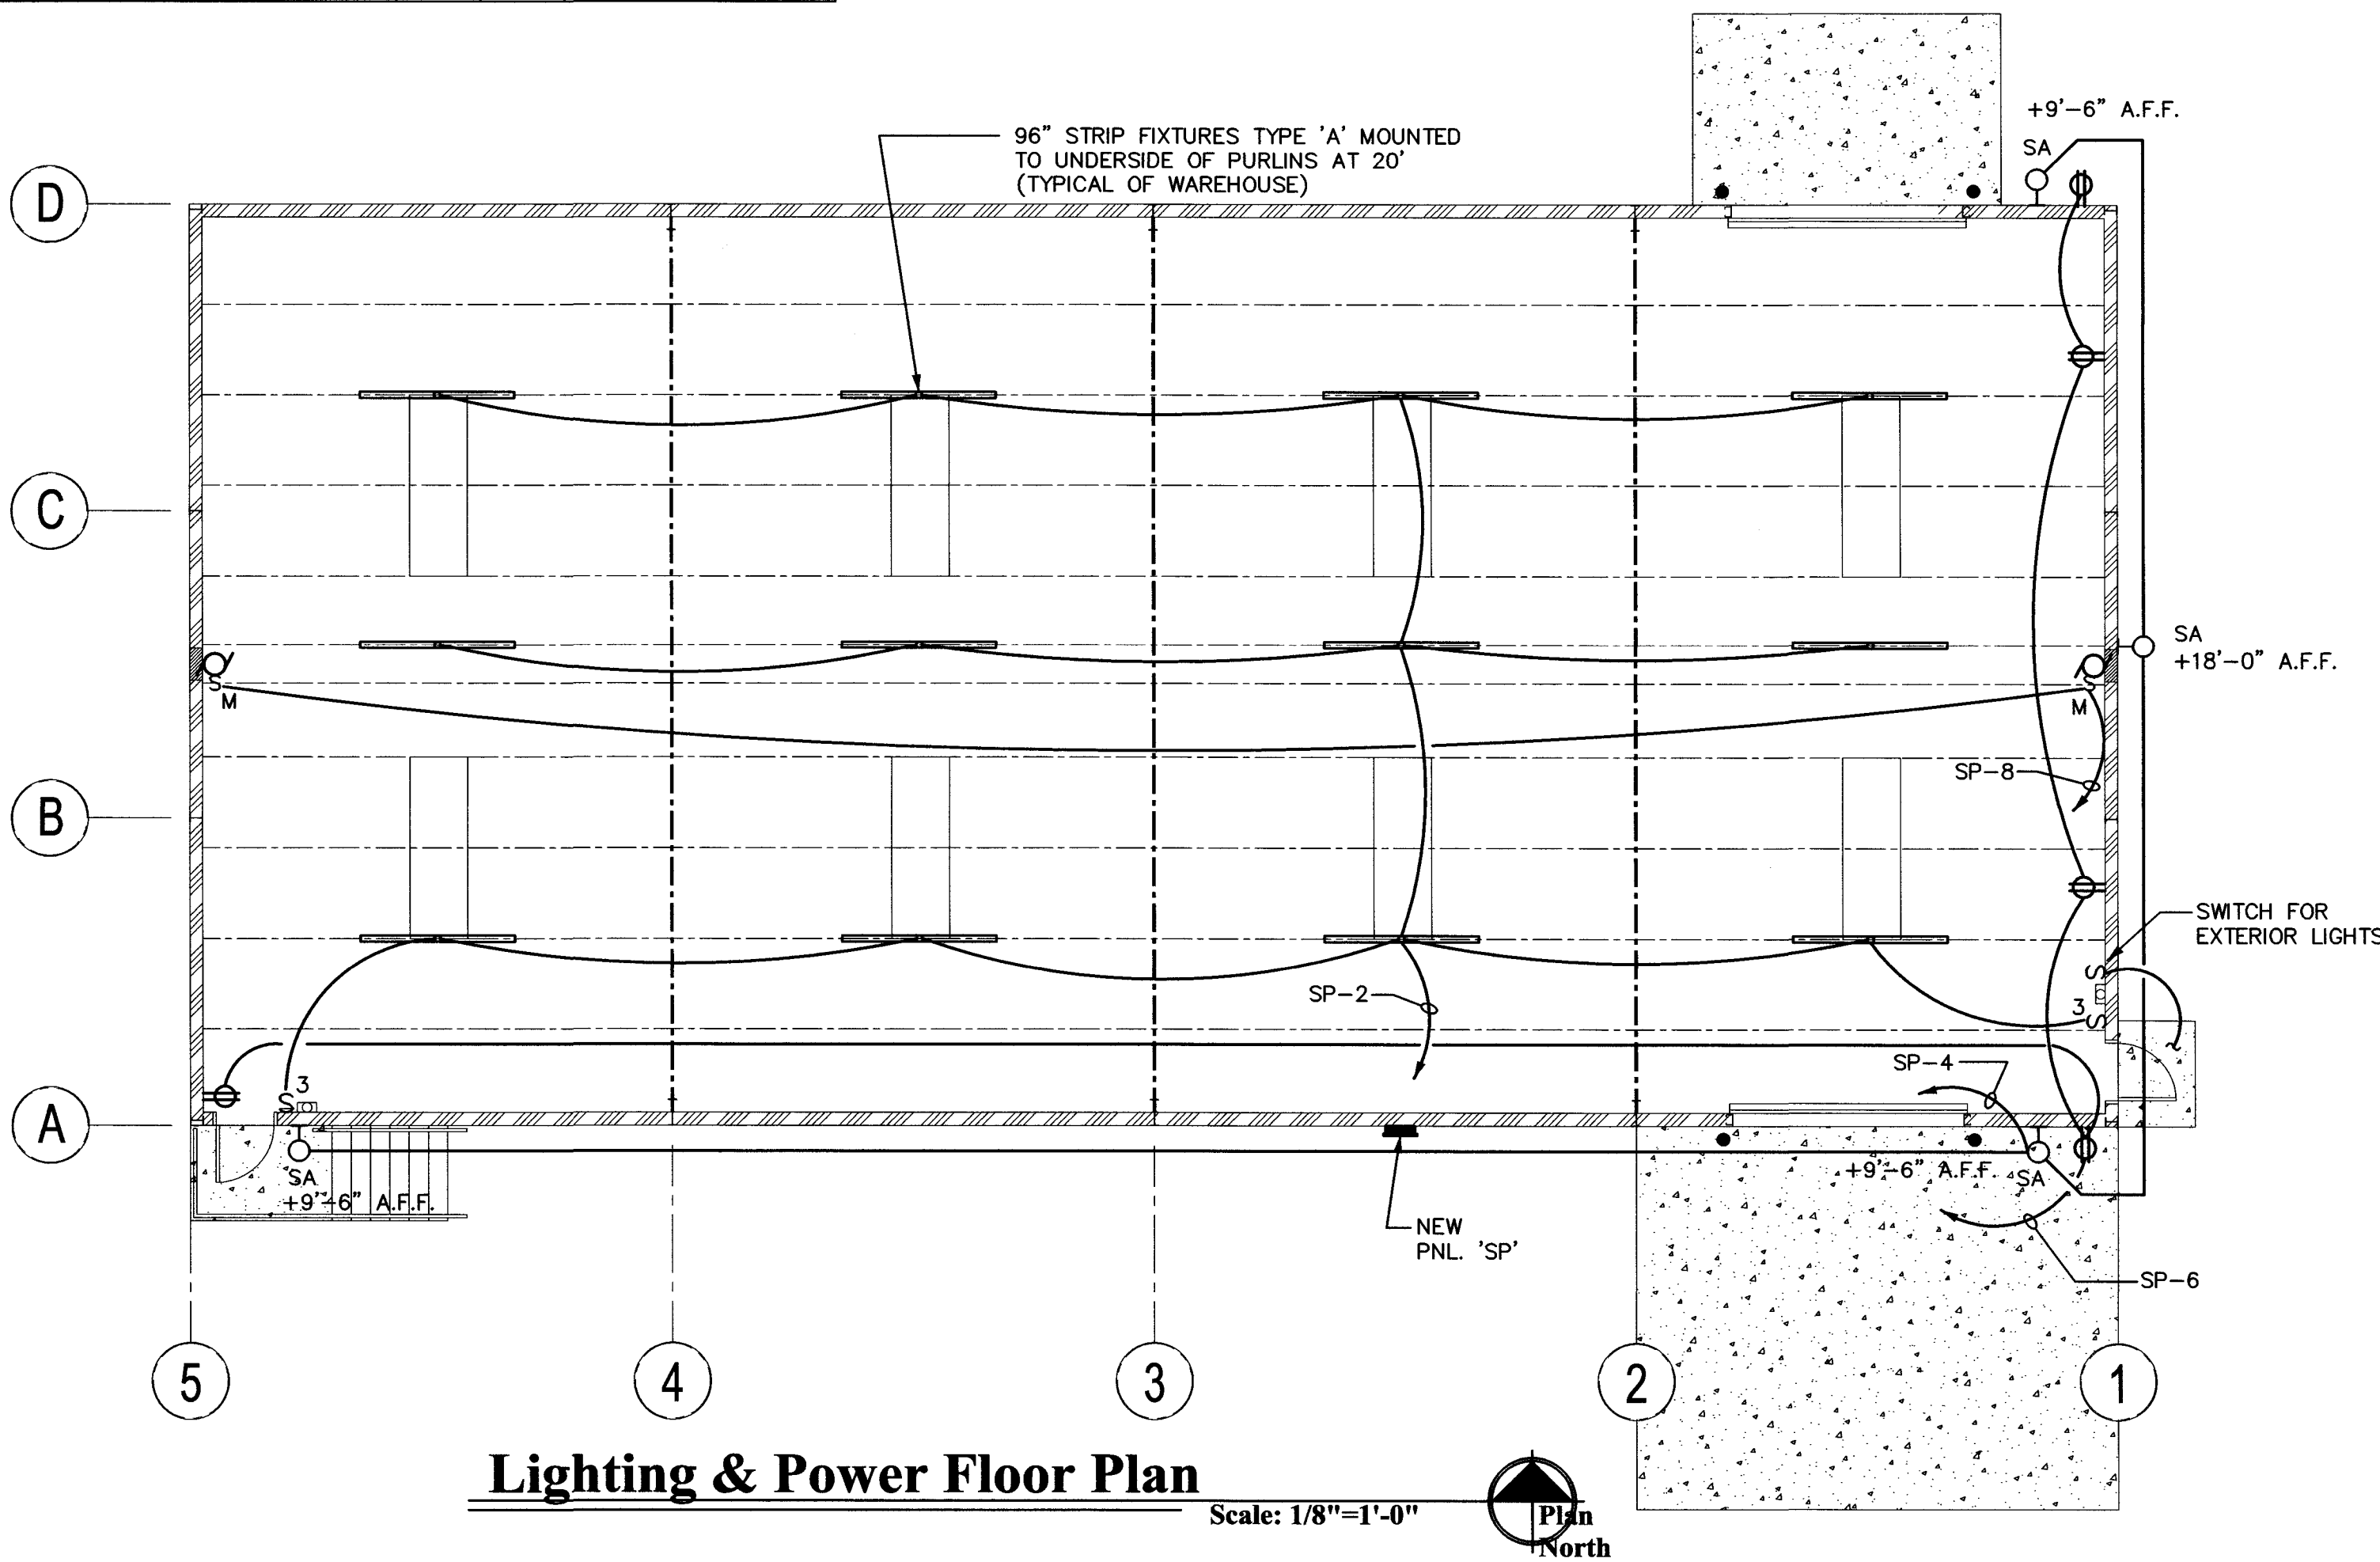 +9'-6" A.F.F.
SA
96" STRIP FIXTURES TYPE 'A' MOUNTED
TO UNDERSIDE OF PURLINS AT 20'
(TYPICAL OF WAREHOUSE)
D
C
SA
+18'-0" A.F.F.
S
M
S
M
SP-8
B
SWITCH FOR
EXTERIOR LIGHTS
S
SP-2
3
S
SP-4
3
S
A
SA
+9'-6" A.F.F.
+9'-6" A.F.F.
SA
NEW
PNL. 'SP'
SP-6
5
4
3
2
1
Lighting & Power Floor Plan
Scale: 1/8"=1'-0"
Plan
North